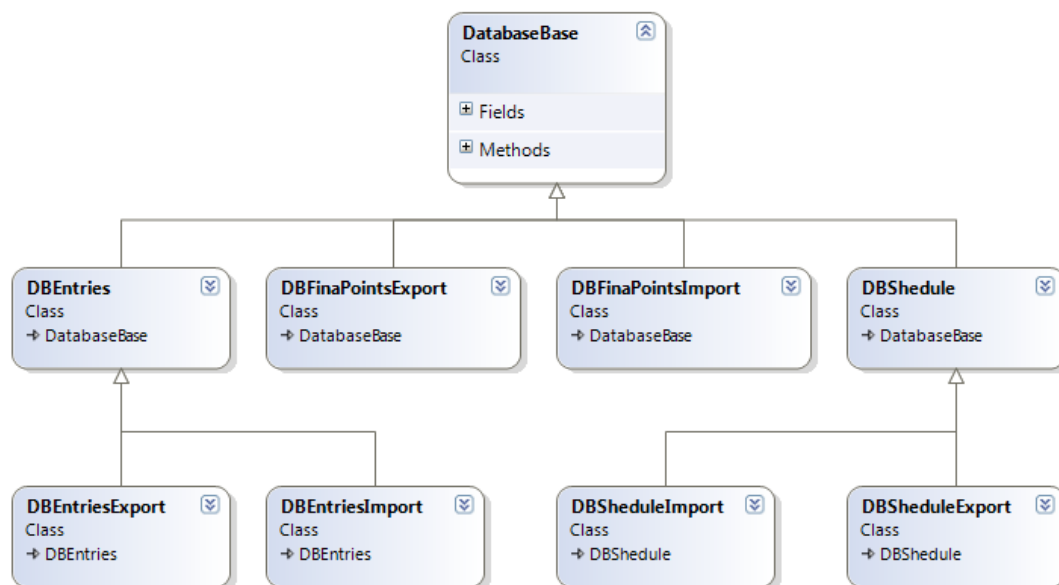 DatabaseBase
Class
Fields
Methods
DBEntries
Class
DatabaseBase
DBFinaPointsExport
Class
DatabaseBase
DBFinaPointsImport
Class
DatabaseBase
DBShedule
Class
DatabaseBase
DBEntriesExport
Class
DBEntries
DBEntriesImport
Class
DBEntries
DBSheduleImport
Class
DBShedule
DBSheduleExport
Class
DBShedule